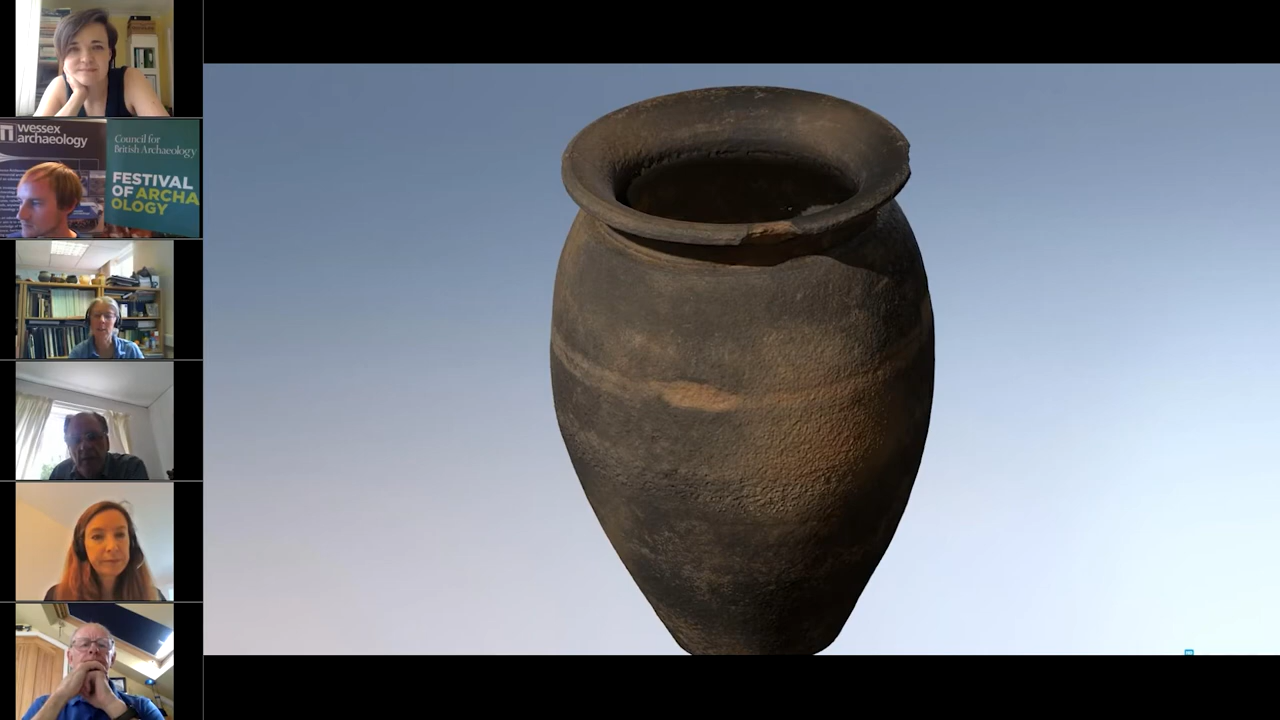 wessex
archaeology
Council for
British Archaeology
FESTIVAL
OF ARCHA
OLOGY